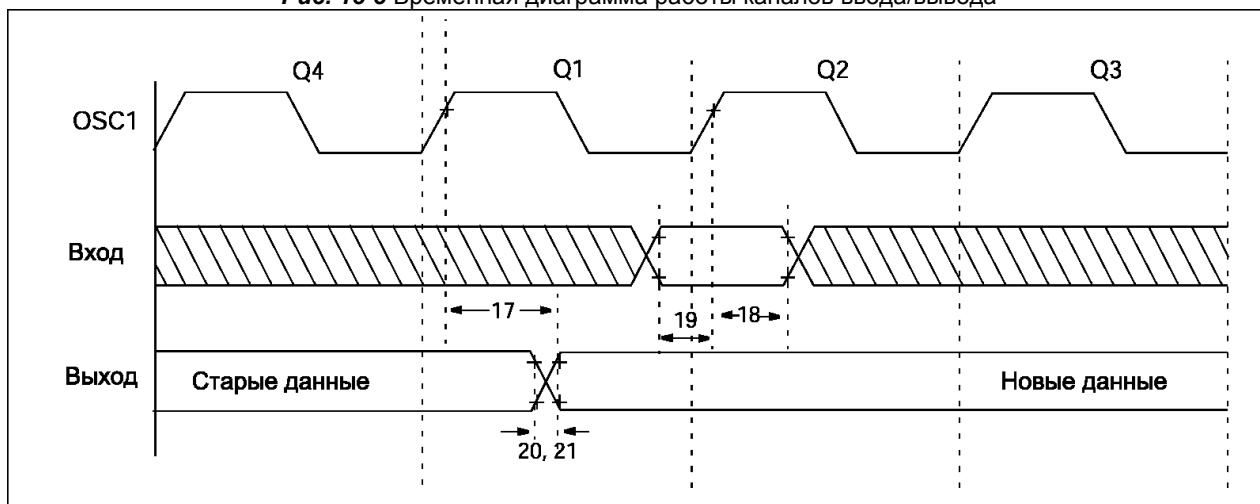 Рис. 10-3 Временная диаграмма работы каналов ввода/вывода
Q4 Q1 Q2 Q3
OSC1
Вход
17 19 18
Выход Старые данные Новые данные
20, 21